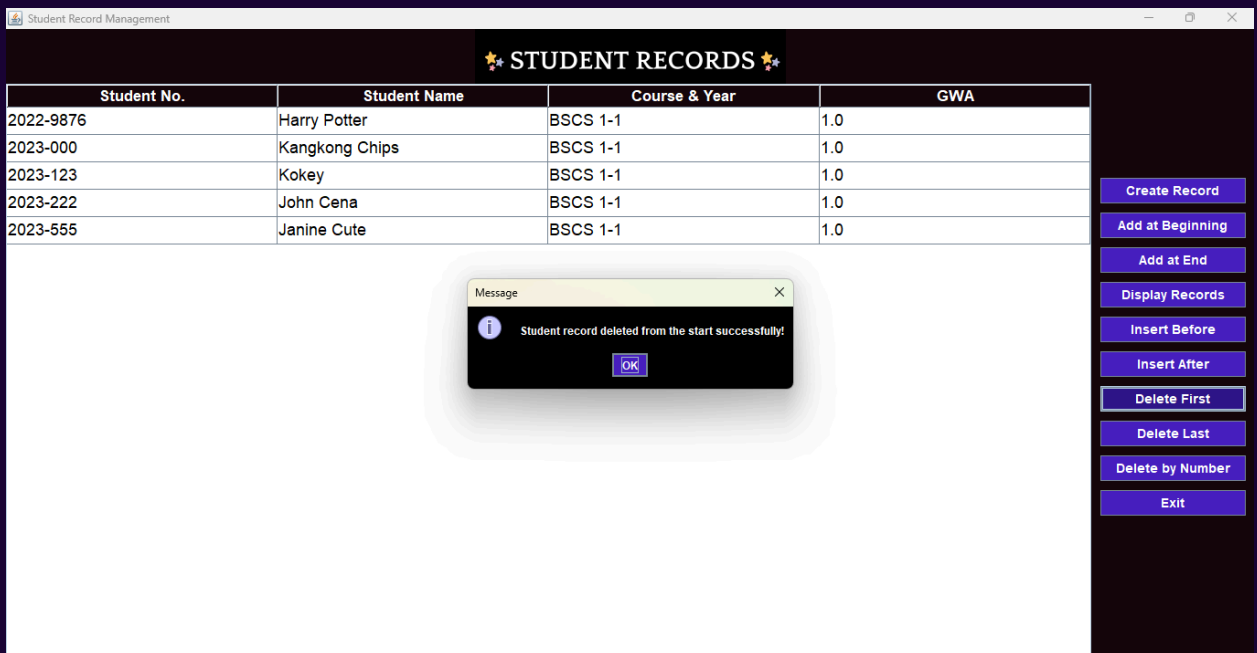 Student Record Management
STUDENT RECORDS
Student No. Student Name Course & Year GWA
2022-9876 Harry Potter BSCS 1-1 1.0
2023-000 Kangkong Chips BSCS 1-1 1.0
2023-123 Kokey BSCS 1-1 1.0
2023-222 John Cena BSCS 1-1 1.0
2023-555 Janine Cute BSCS 1-1 1.0
Message
Student record deleted from the start successfully!
OK
Create Record
Add at Beginning
Add at End
Display Records
Insert Before
Insert After
Delete First
Delete Last
Delete by Number
Exit